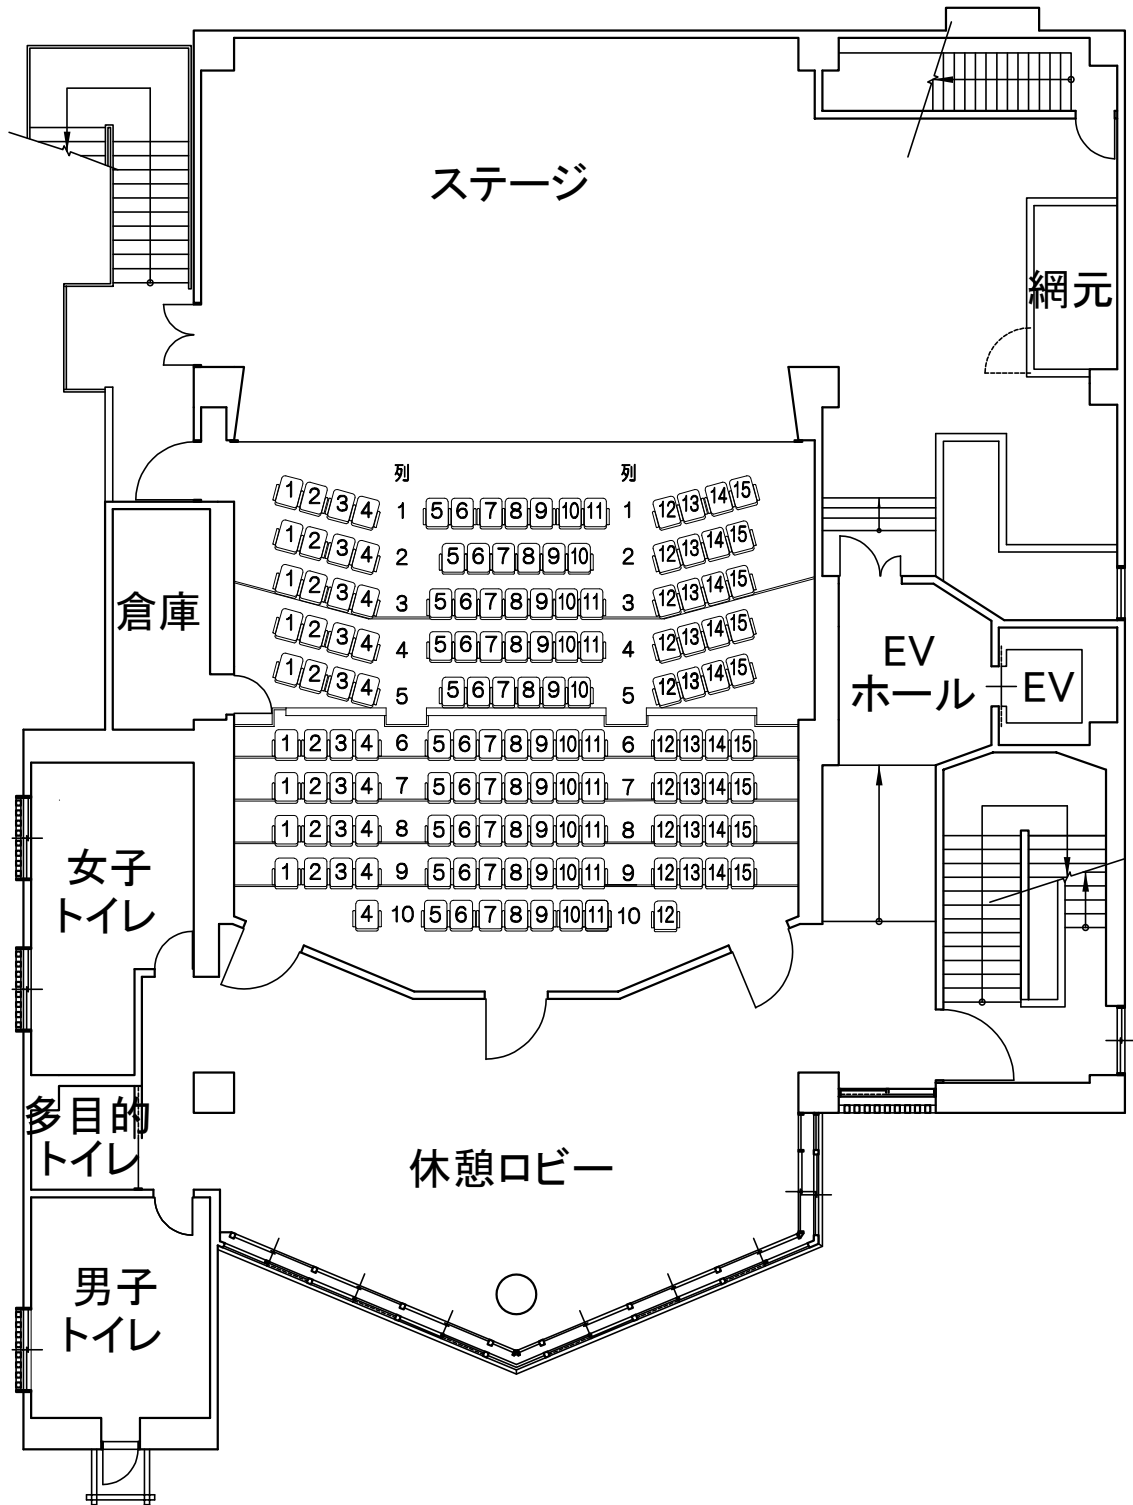 ステージ
網元
列 列
1 2 3 4 1 5 6 7 8 9 10 11 1 12 13 14 15
1 2 3 4 2 5 6 7 8 9 10 2 12 13 14 15
1 2 3 4 3 5 6 7 8 9 10 11 3 12 13 14 15
1 2 3 4 4 5 6 7 8 9 10 11 4 12 13 14 15
1 2 3 4 5 5 6 7 8 9 10 5 12 13 14 15
1 2 3 4 6 5 6 7 8 9 10 11 6 12 13 14 15
1 2 3 4 7 5 6 7 8 9 10 11 7 12 13 14 15
1 2 3 4 8 5 6 7 8 9 10 11 8 12 13 14 15
1 2 3 4 9 5 6 7 8 9 10 11 9 12 13 14 15
4 10 5 6 7 8 9 10 11 10 12
倉庫
EV
ホール
EV
女子
トイレ
多目的
トイレ
休憩ロビー
男子
トイレ